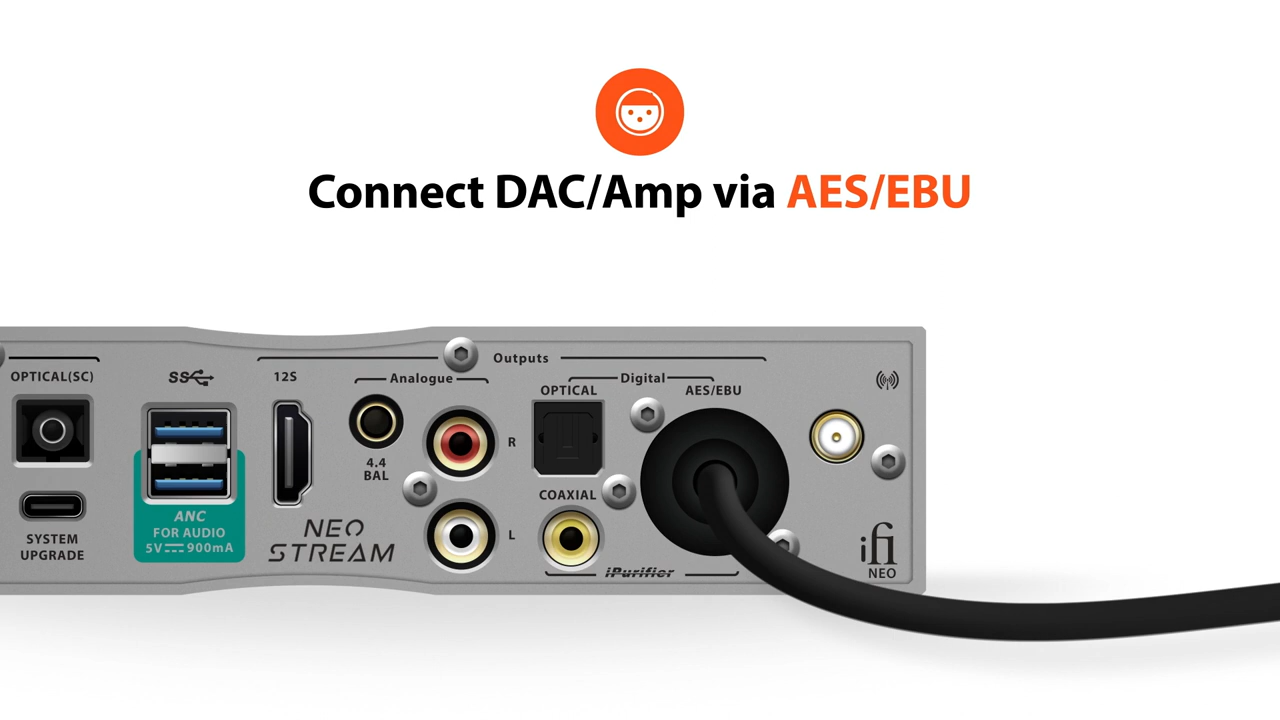 Connect DAC/Amp via AES/EBU
Outputs
OPTICAL(SC)
SS
12S
Analogue
Digital
OPTICAL
AES/EBU
R
4.4
BAL
COAXIAL
ANC
FOR AUDIO
5V 900mA
SYSTEM
UPGRADE
NEO
STREAM
L
iPurifier
ifi
NEO